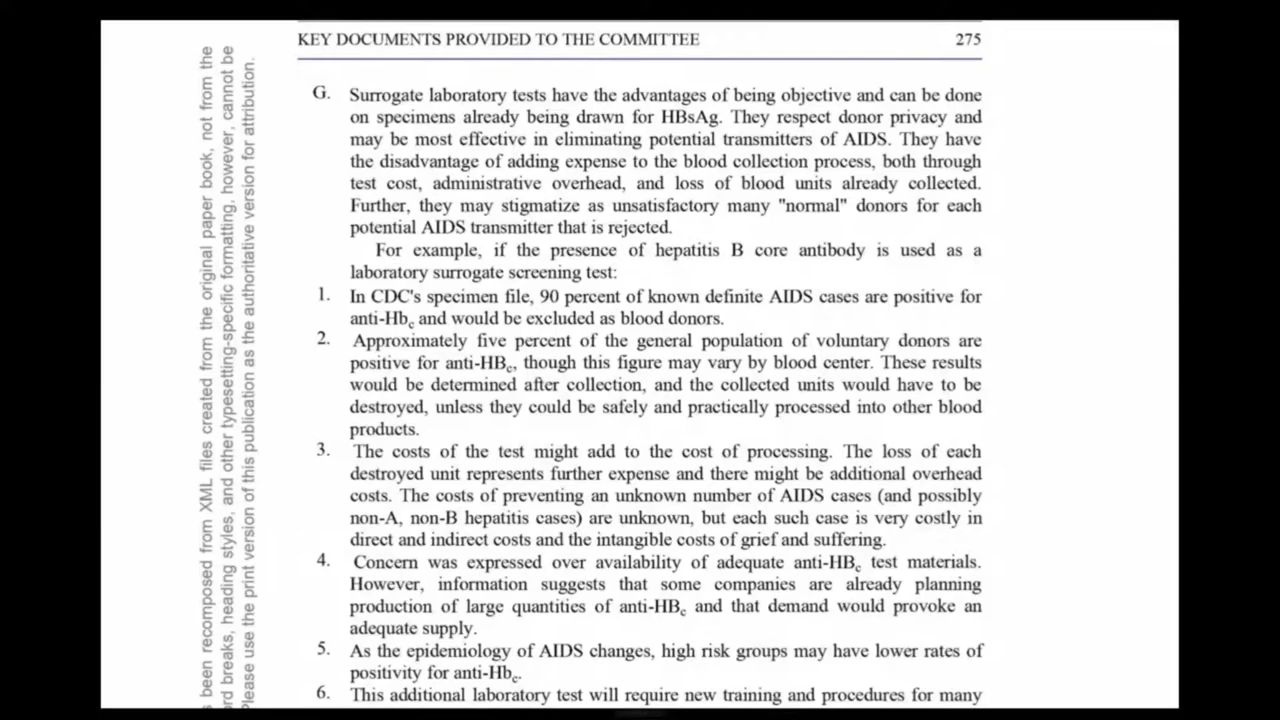 KEY DOCUMENTS PROVIDED TO THE COMMITTEE 275
G. Surrogate laboratory tests have the advantages of being objective and can be done
on specimens already being drawn for HBsAg. They respect donor privacy and
may be most effective in eliminating potential transmitters of AIDS. They have
the disadvantage of adding expense to the blood collection process, both through
test cost, administrative overhead, and loss of blood units already collected.
Further, they may stigmatize as unsatisfactory many "normal" donors for each
potential AIDS transmitter that is rejected.
For example, if the presence of hepatitis B core antibody is used as a
laboratory surrogate screening test:
1. In CDC's specimen file, 90 percent of known definite AIDS cases are positive for
anti-Hbc and would be excluded as blood donors.
2. Approximately five percent of the general population of voluntary donors are
positive for anti-HBc, though this figure may vary by blood center. These results
would be determined after collection, and the collected units would have to be
destroyed, unless they could be safely and practically processed into other blood
products.
3. The costs of the test might add to the cost of processing. The loss of each
destroyed unit represents further expense and there might be additional overhead
costs. The costs of preventing an unknown number of AIDS cases (and possibly
non-A, non-B hepatitis cases) are unknown, but each such case is very costly in
direct and indirect costs and the intangible costs of grief and suffering.
4. Concern was expressed over availability of adequate anti-HBc test materials.
However, information suggests that some companies are already planning
production of large quantities of anti-HBc and that demand would provoke an
adequate supply.
5. As the epidemiology of AIDS changes, high risk groups may have lower rates of
positivity for anti-Hbc.
6. This additional laboratory test will require new training and procedures for many
been recomposed from XML files created from the original paper book, not from the
breaks, heading styles, and other typesetting-specific formatting, however, cannot be
Please use the print version of this publication as the authoritative version for attribution.